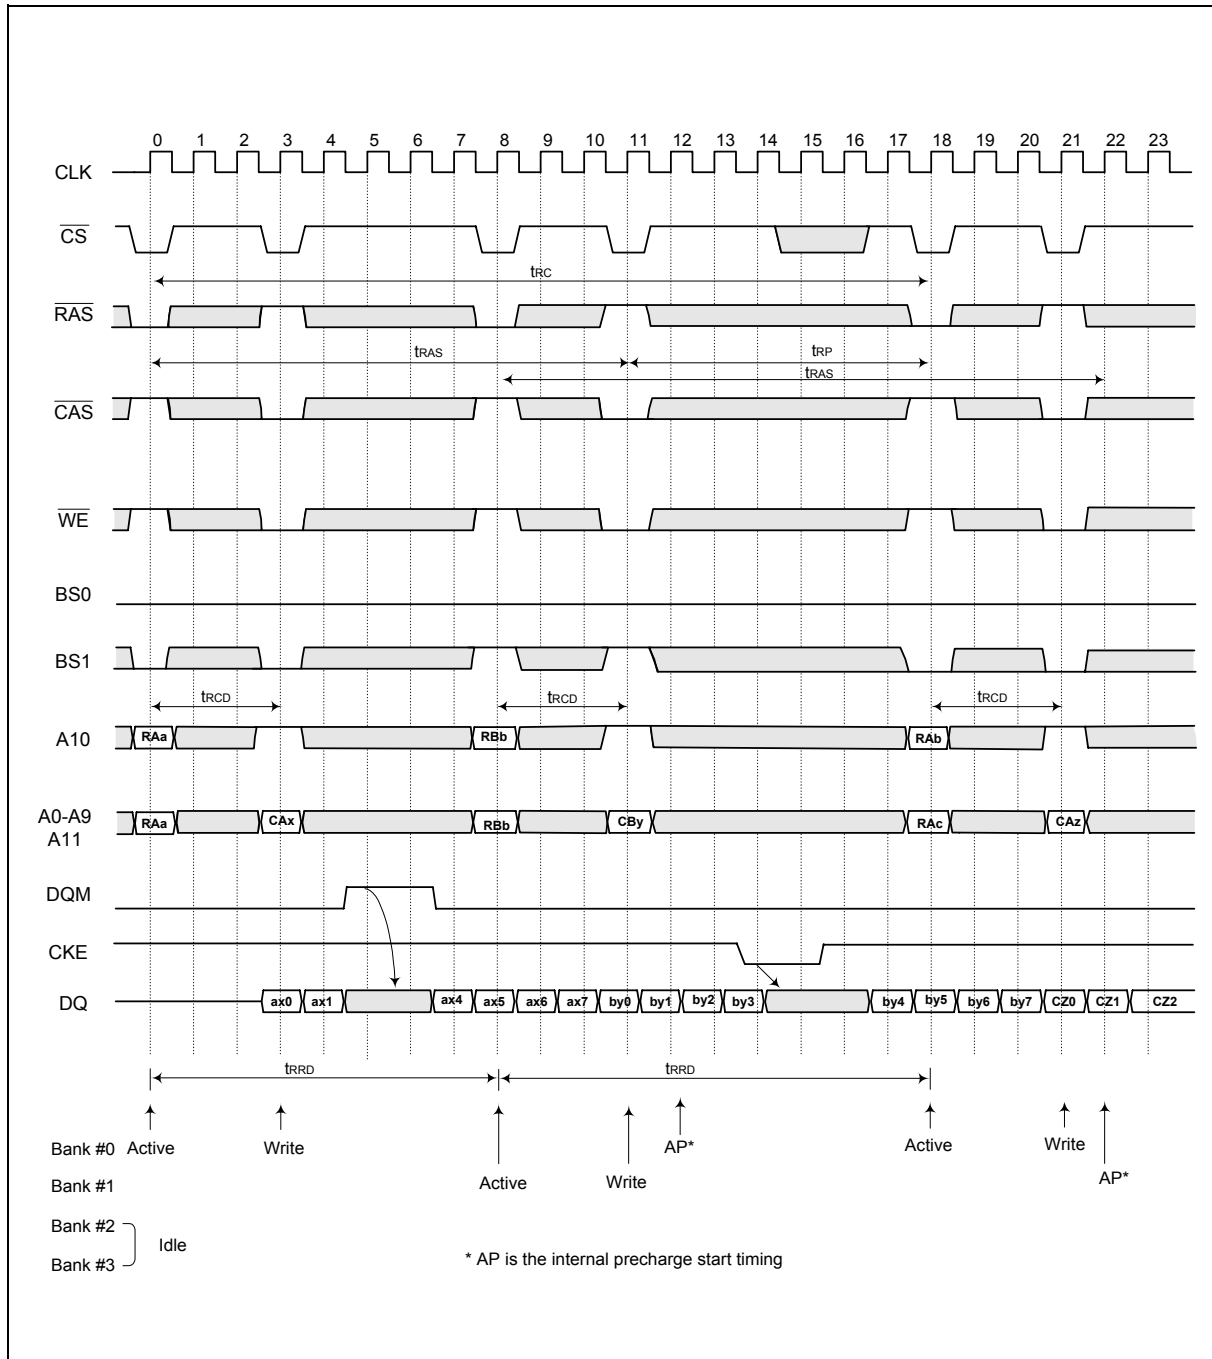 0 1 2 3 4 5 6 7 8 9 10 11 12 13 14 15 16 17 18 19 20 21 22 23
CLK
CS
tRC
RAS
tRAS tRP
tRAS
CAS
WE
BS0
BS1
tRCD tRCD tRCD
A10 RAa RBb RAb
A0-A9
A11
RAa CAx RBb CBy RAc CAz
DQM
CKE
DQ ax0 ax1 ax4 ax5 ax6 ax7 by0 by1 by2 by3 by4 by5 by6 by7 CZ0 CZ1 CZ2
tRRD tRRD
Bank #0 Active Write AP* Active Write
Bank #1 Active Write AP*
Bank #2
Idle
Bank #3
* AP is the internal precharge start timing